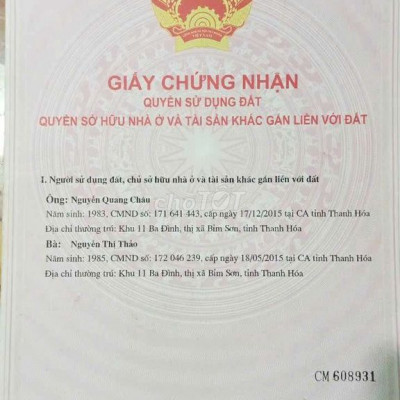 GIẤY CHỨNG NHẬN
QUYỀN SỬ DỤNG ĐẤT
QUYỀN SỞ HỮU NHÀ Ở VÀ TÀI SẢN KHÁC GẮN LIỀN VỚI ĐẤT
I. Người sử dụng đất, chủ sở hữu nhà ở và tài sản khác gắn liền với đất
Ông: Nguyễn Quang Châu
Năm sinh: 1983, CMND số: 171 641 443, cấp ngày 17/12/2015 tại CA tỉnh Thanh Hóa
Địa chỉ thường trú: Khu 11 Ba Đình, thị xã Bỉm Sơn, tỉnh Thanh Hóa
Bà: Nguyễn Thị Thảo
Năm sinh: 1985, CMND số: 172 046 239, cấp ngày 18/05/2015 tại CA tỉnh Thanh Hóa
Địa chỉ thường trú: Khu 11 Ba Đình, thị xã Bỉm Sơn, tỉnh Thanh Hóa
CM 608931